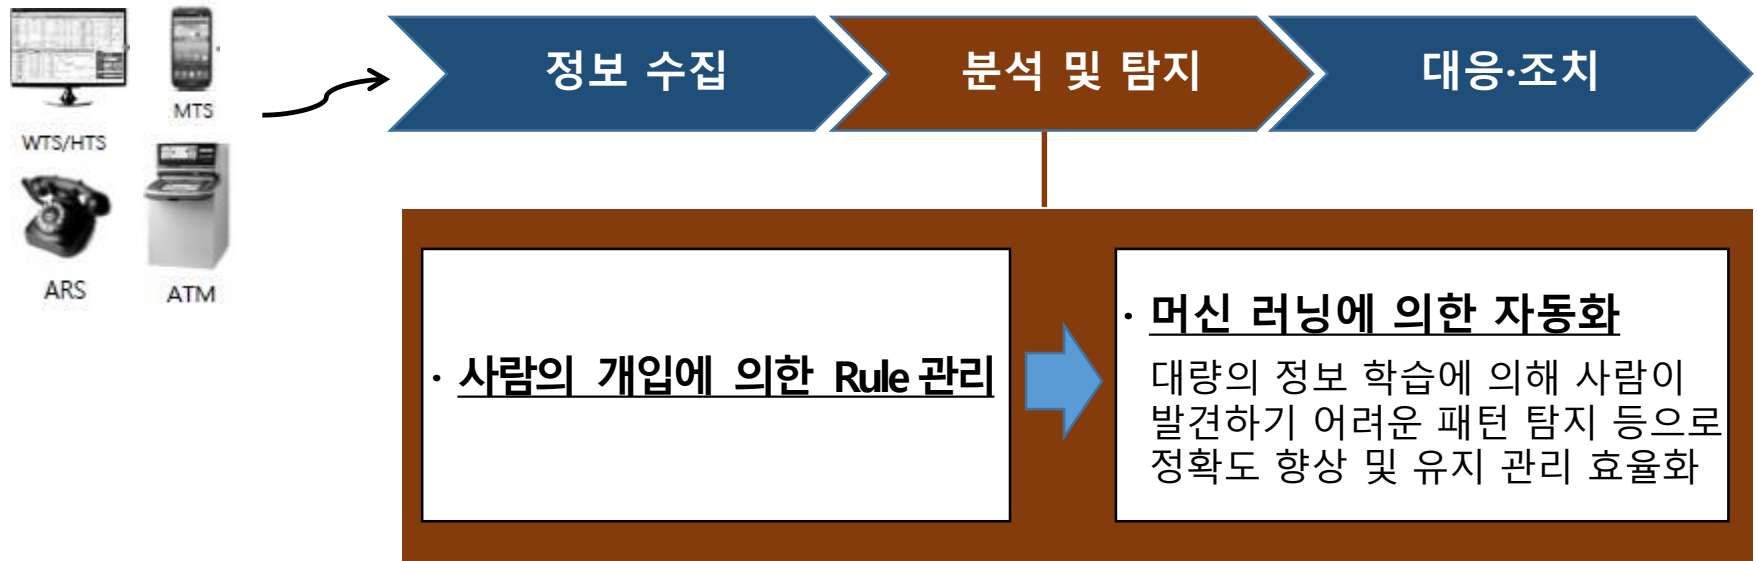 MTS
WTS/HTS
ARS
ATM
정보 수집
분석 및 탐지
대응·조치
· 사람의 개입에 의한 Rule 관리
· 머신 러닝에 의한 자동화
대량의 정보 학습에 의해 사람이
발견하기 어려운 패턴 탐지 등으로
정확도 향상 및 유지 관리 효율화